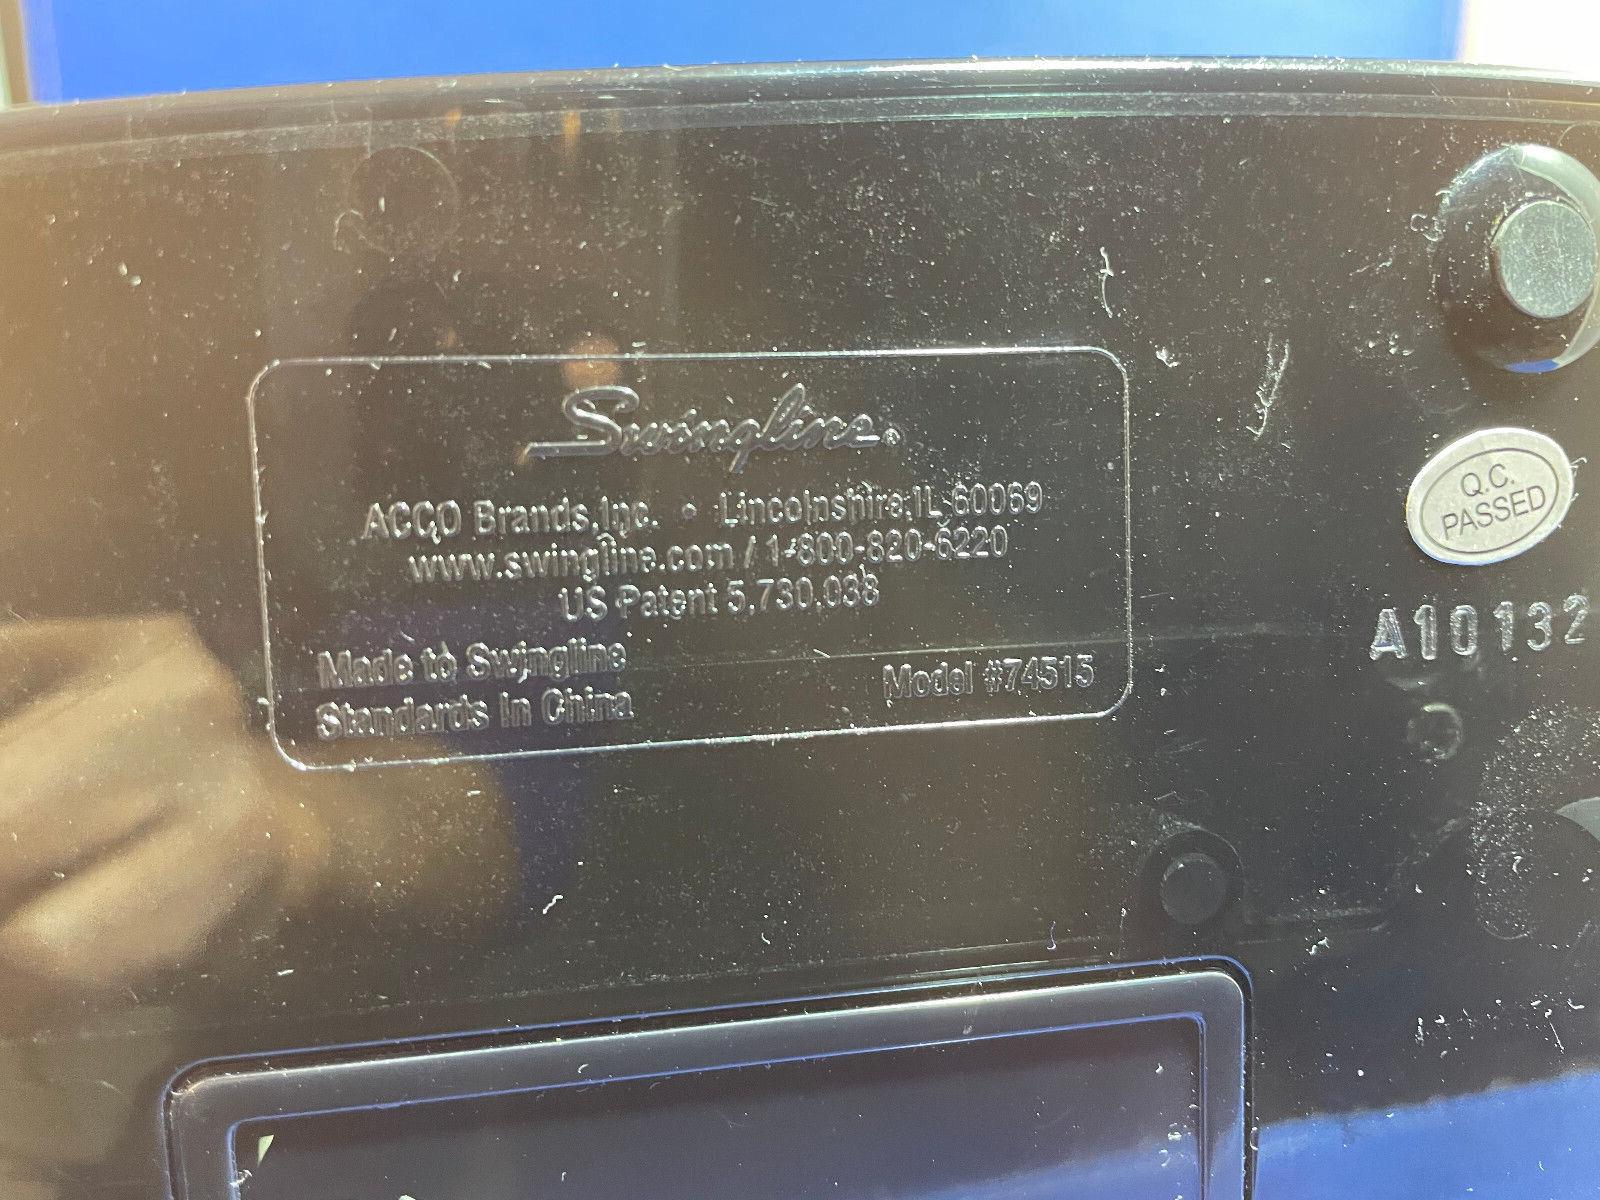 Swingline®
ACCO Brands, Inc. • Lincolnshire, IL 60069
www.swingline.com / 1-800-820-6220
US Patent 5,730,038
Made to Swingline
Standards in China
Model #74515
Q.C.
PASSED
A10132